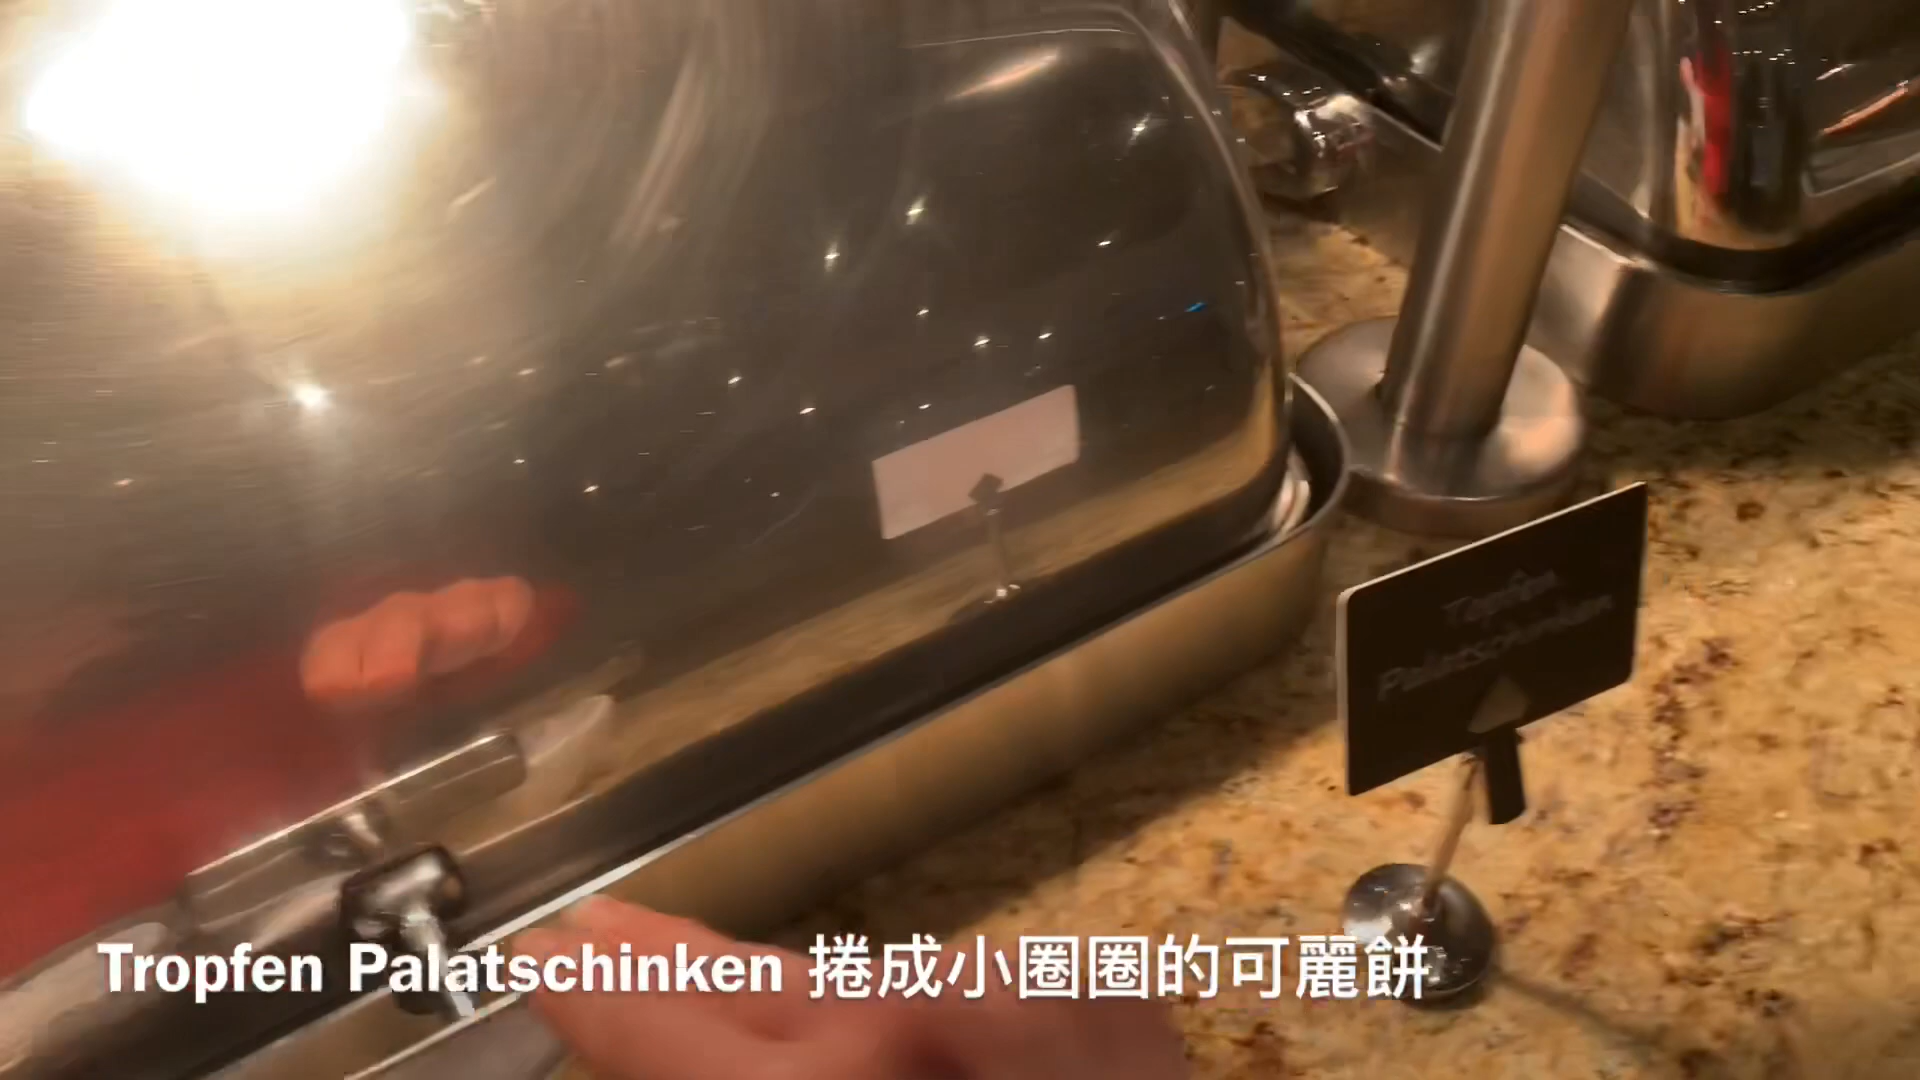 Topfen
Palatschinken
Tropfen Palatschinken 捲成小圈圈的可麗餅